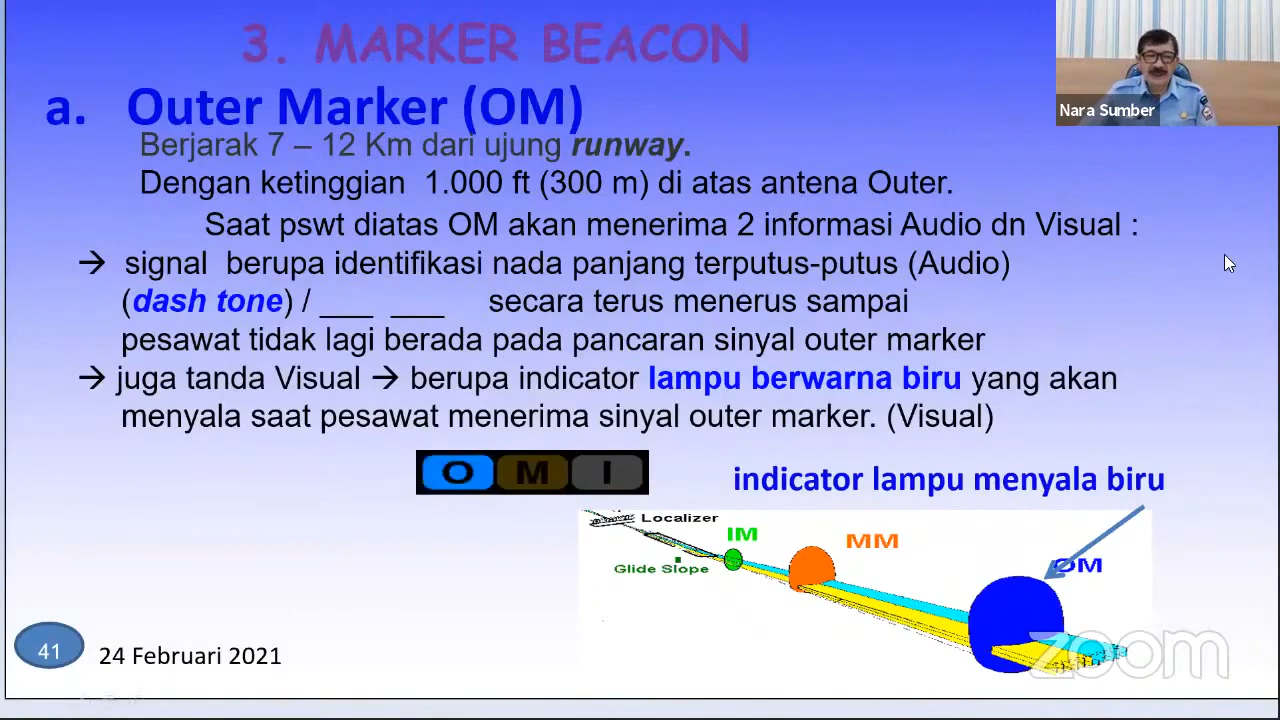 3. MARKER BEACON
a. Outer Marker (OM)
Berjarak 7 – 12 Km dari ujung runway.
Dengan ketinggian 1.000 ft (300 m) di atas antena Outer.
Saat pswt diatas OM akan menerima 2 informasi Audio dn Visual :
→ signal berupa identifikasi nada panjang terputus-putus (Audio)
(dash tone) / ___ ___ secara terus menerus sampai
pesawat tidak lagi berada pada pancaran sinyal outer marker
→ juga tanda Visual → berupa indicator lampu berwarna biru yang akan
menyala saat pesawat menerima sinyal outer marker. (Visual)
O M I
indicator lampu menyala biru
Localizer
IM
MM
OM
Glide Slope
41
24 Februari 2021
Nara Sumber
zoom